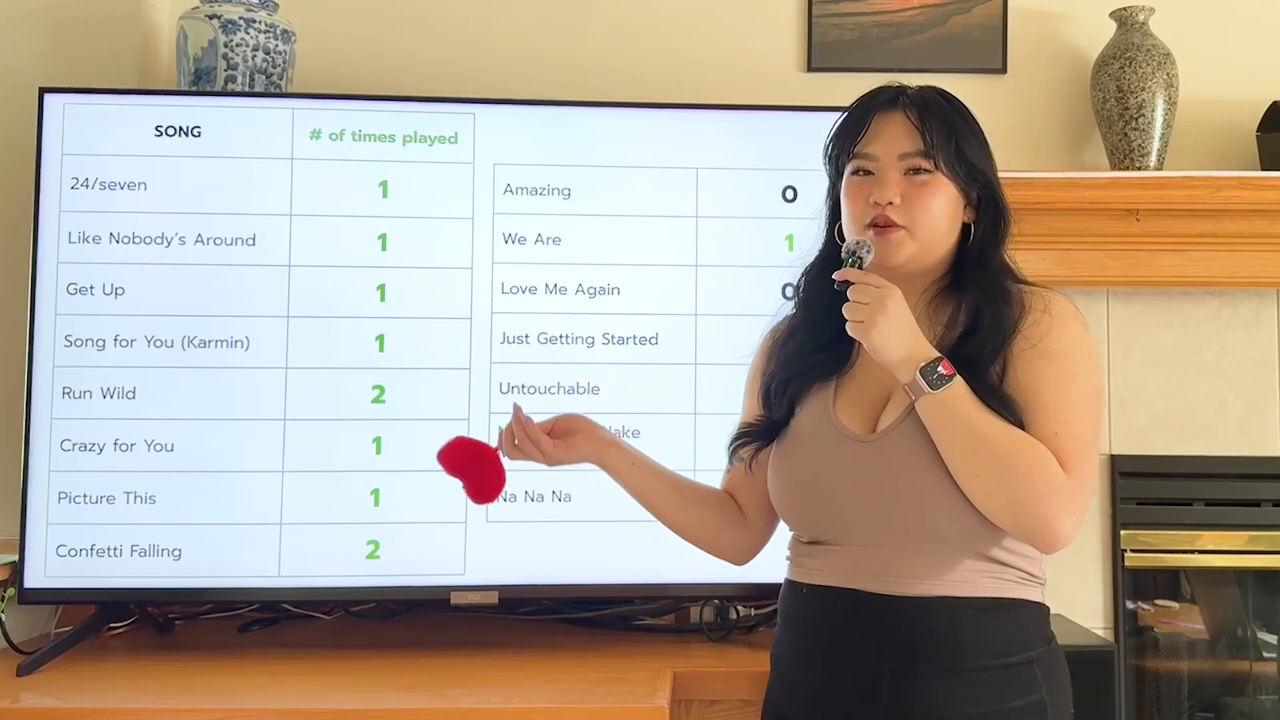 SONG # of times played
24/seven 1
Like Nobody's Around 1
Get Up 1
Song for You (Karmin) 1
Run Wild 2
Crazy for You 1
Picture This 1
Confetti Falling 2
Amazing 0
We Are 1
Love Me Again 0
Just Getting Started
Untouchable
Na Na Na
TCL